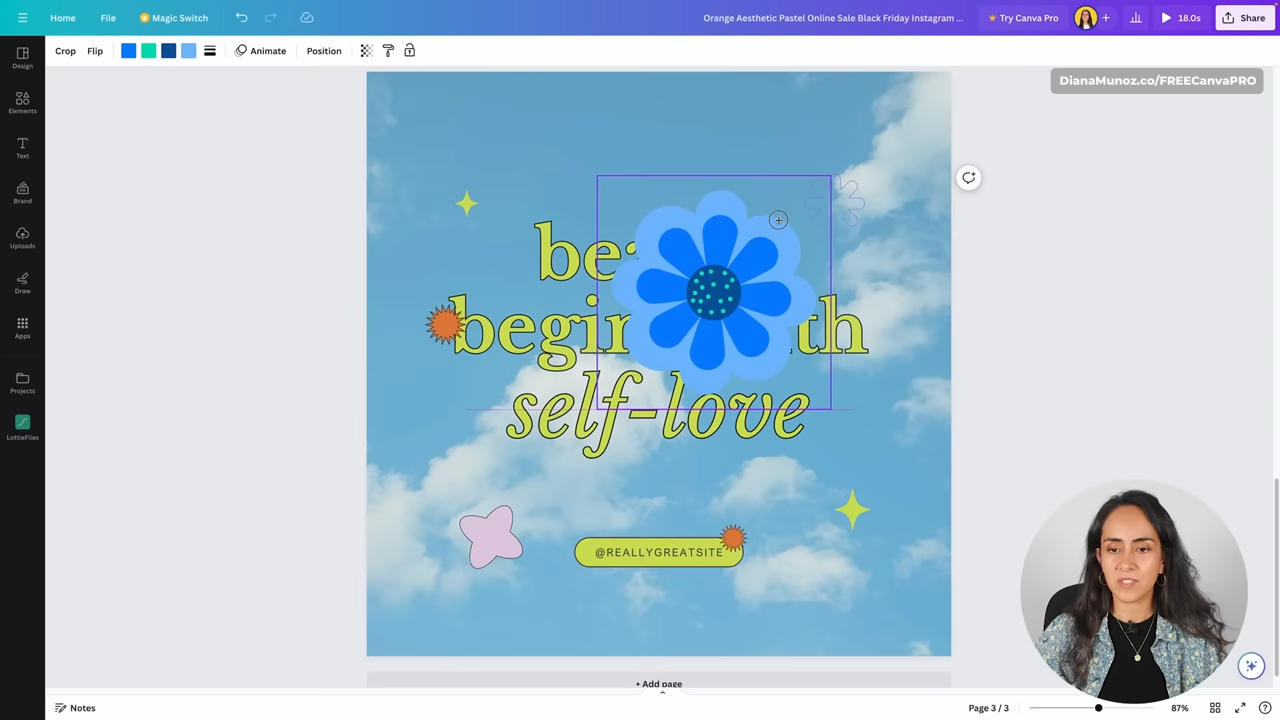 Home File Magic Switch Orange Aesthetic Pastel Online Sale Black Friday Instagram ... Try Canva Pro 18.0s Share
Crop Flip Animate Position
DianaMunoz.co/FREECanvaPRO
Design
Elements
Text
Brand
Uploads
Draw
Apps
Projects
LottieFiles
begin th
self-love
@REALLYGREATSITE
+ Add page
Notes Page 3 / 3 87%